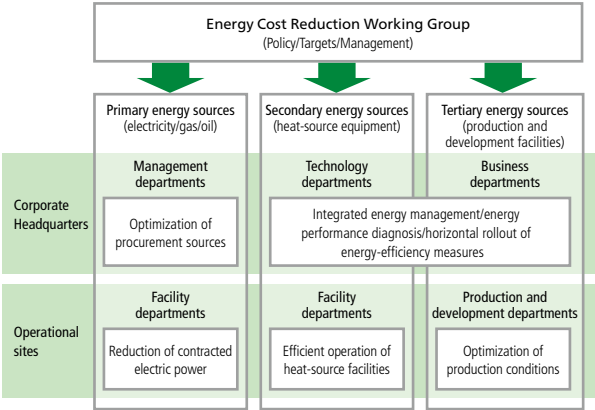 Energy Cost Reduction Working Group
(Policy/Targets/Management)
Primary energy sources
(electricity/gas/oil)
Secondary energy sources
(heat-source equipment)
Tertiary energy sources
(production and
development facilities)
Corporate
Headquarters
Management
departments
Optimization of
procurement sources
Technology
departments
Business
departments
Integrated energy management/energy
performance diagnosis/horizontal rollout of
energy-efficiency measures
Operational
sites
Facility
departments
Reduction of contracted
electric power
Facility
departments
Efficient operation of
heat-source facilities
Production and
development departments
Optimization of
production conditions